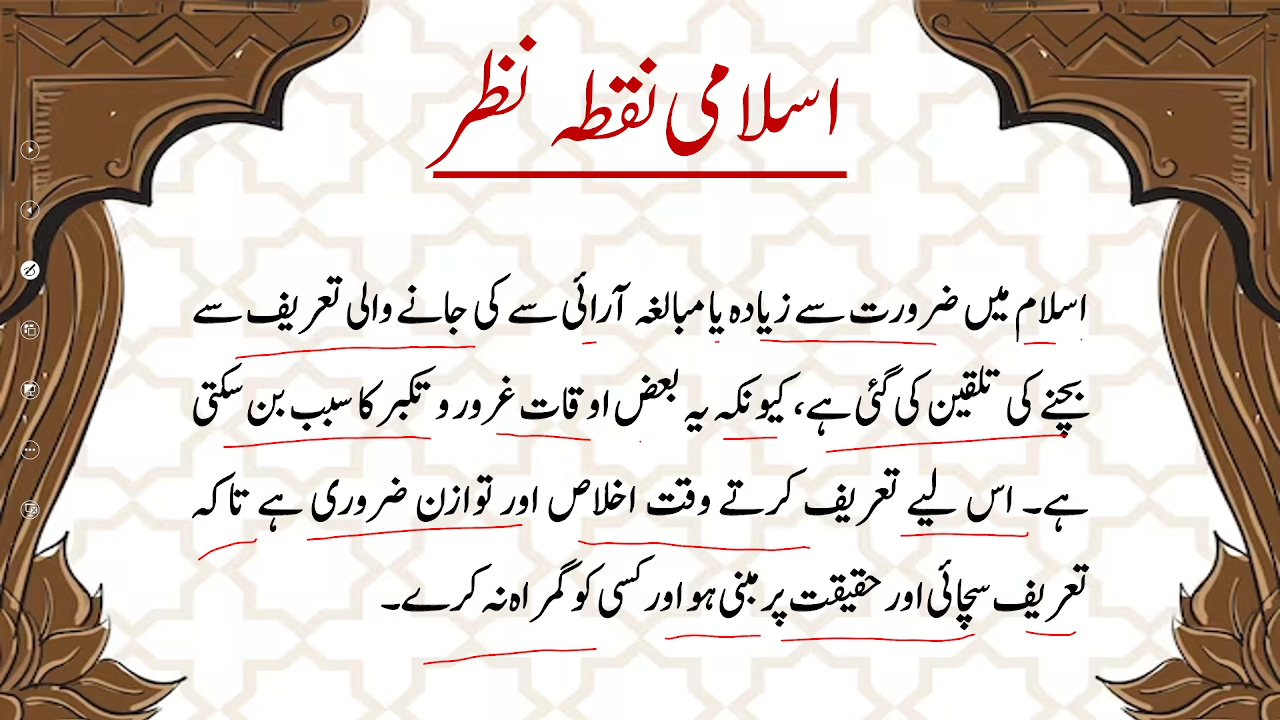 اسلامی نقطہ نظر
اسلام میں ضرورت سے زیادہ یا مبالغہ آرائی سے کی جانے والی تعریف سے
بچنے کی تلقین کی گئی ہے، کیونکہ یہ بعض اوقات غرور و تکبر کا سبب بن سکتی
ہے۔ اس لیے تعریف کرتے وقت اخلاص اور توازن ضروری ہے تاکہ
تعریف سچائی اور حقیقت پر مبنی ہو اور کسی کو گمراہ نہ کرے۔